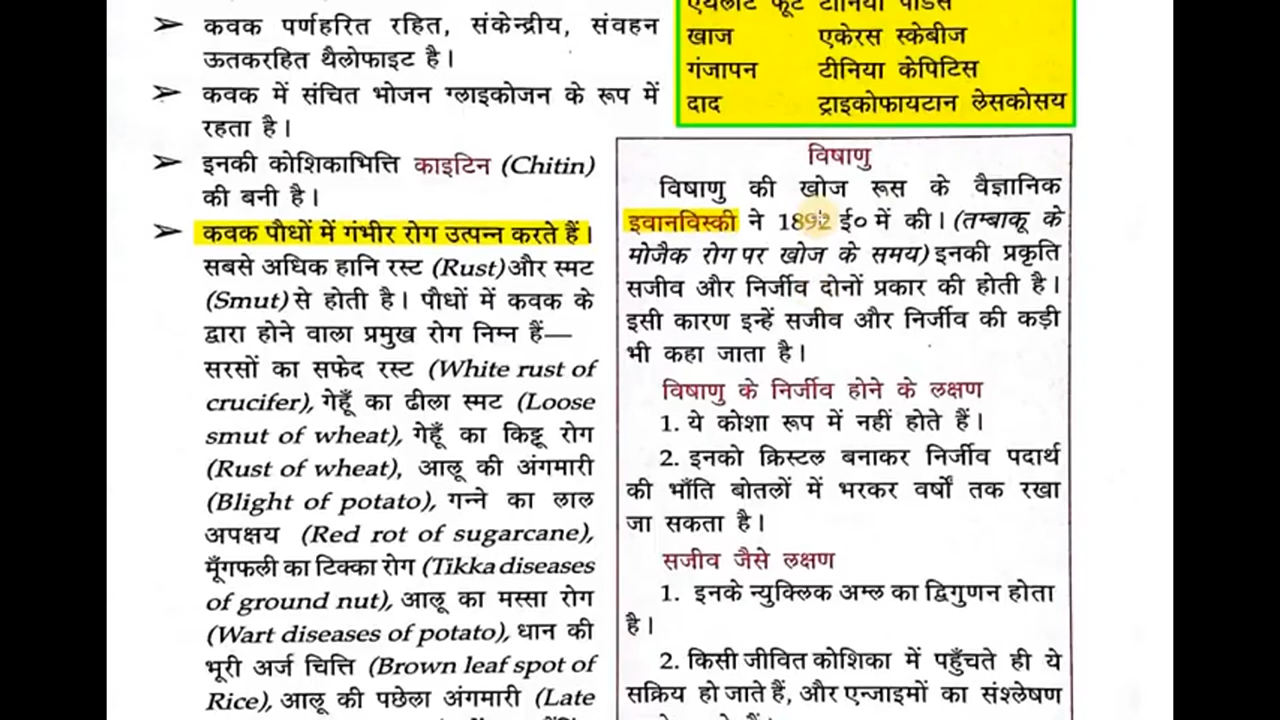 कवक पर्णहरित रहित, संकेन्द्रीय, संवहन
ऊतकरहित थैलोफाइट है।
कवक में संचित भोजन ग्लाइकोजन के रूप में
रहता है।
इनकी कोशिकाभित्ति काइटिन (Chitin)
की बनी है।
कवक पौधों में गंभीर रोग उत्पन्न करते हैं।
सबसे अधिक हानि रस्ट (Rust) और स्मट
(Smut) से होती है। पौधों में कवक के
द्वारा होने वाला प्रमुख रोग निम्न हैं—
सरसों का सफेद रस्ट (White rust of
crucifer), गेहूँ का ढीला स्मट (Loose
smut of wheat), गेहूँ का किट्टू रोग
(Rust of wheat), आलू की अंगमारी
(Blight of potato), गन्ने का लाल
अपक्षय (Red rot of sugarcane),
मूँगफली का टिक्का रोग (Tikka diseases
of ground nut), आलू का मस्सा रोग
(Wart diseases of potato), धान की
भूरी अर्ज चित्ति (Brown leaf spot of
Rice), आलू की पछेला अंगमारी (Late
एथलीट फूट टीनिया पेडिस
खाज एकेरस स्केबीज
गंजापन टीनिया केपिटिस
दाद ट्राइकोफायटान लेसकोसय
विषाणु
विषाणु की खोज रूस के वैज्ञानिक
इवानविस्की ने 1892 ई० में की। (तम्बाकू के
मोजैक रोग पर खोज के समय) इनकी प्रकृति
सजीव और निर्जीव दोनों प्रकार की होती है।
इसी कारण इन्हें सजीव और निर्जीव की कड़ी
भी कहा जाता है।
विषाणु के निर्जीव होने के लक्षण
1. ये कोशा रूप में नहीं होते हैं।
2. इनको क्रिस्टल बनाकर निर्जीव पदार्थ
की भाँति बोतलों में भरकर वर्षों तक रखा
जा सकता है।
सजीव जैसे लक्षण
1. इनके न्युक्लिक अम्ल का द्विगुणन होता
है।
2. किसी जीवित कोशिका में पहुँचते ही ये
सक्रिय हो जाते हैं, और एन्जाइमों का संश्लेषण